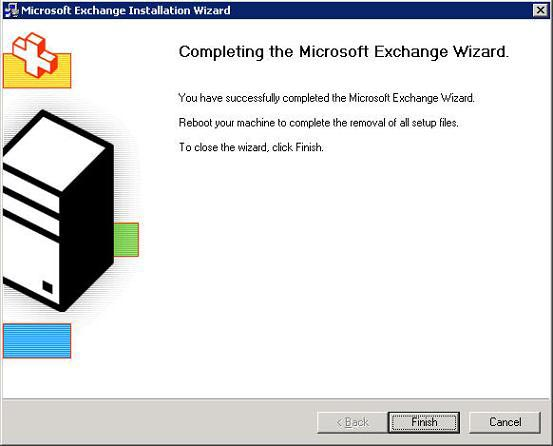 Microsoft Exchange Installation Wizard
Completing the Microsoft Exchange Wizard.
You have successfully completed the Microsoft Exchange Wizard.
Reboot your machine to complete the removal of all setup files.
To close the wizard, click Finish.
< Back
Finish
Cancel